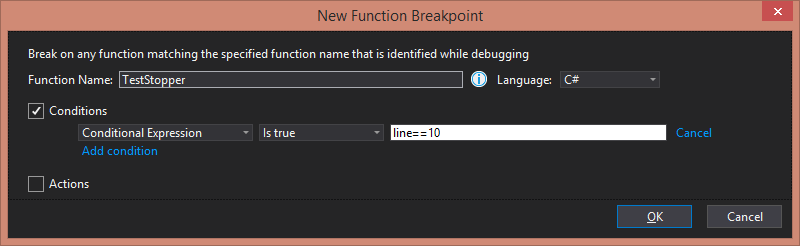 New Function Breakpoint
Break on any function matching the specified function name that is identified while debugging
Function Name: TestStopper Language: C#
Conditions
Conditional Expression Is true line==10 Cancel
Add condition
Actions
OK Cancel